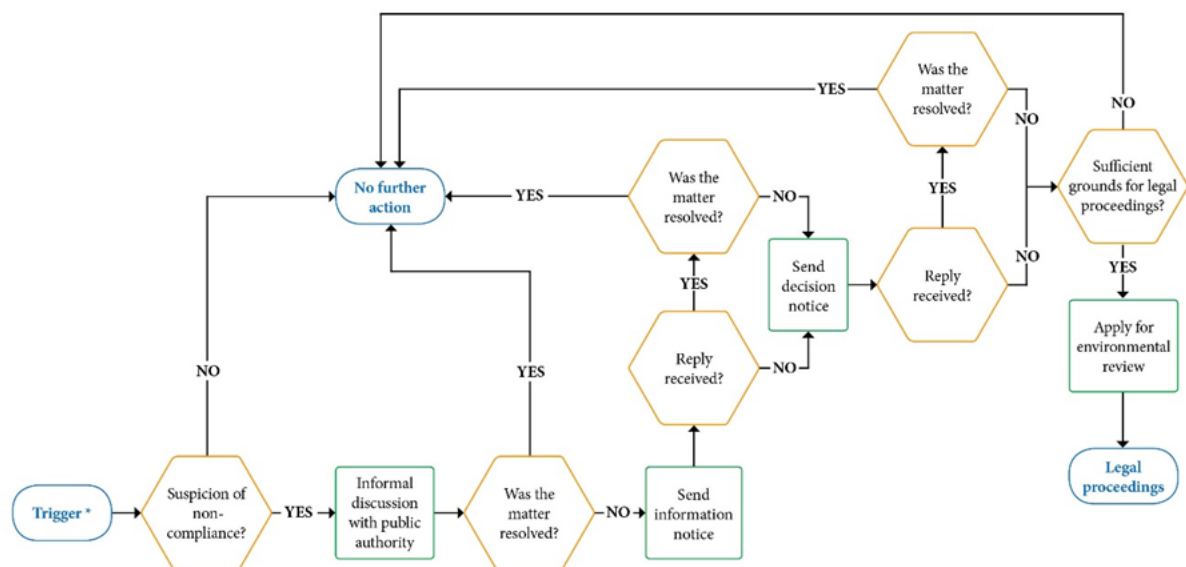 Was the
matter
resolved?
YES
NO
NO
Sufficient
grounds for legal
proceedings?
YES
No further
action
YES
Was the
matter
resolved?
NO
YES
Send
decision
notice
Reply
received?
NO
YES
Apply for
environmental
review
YES
Reply
received?
NO
NO
YES
Legal
proceedings
Trigger *
Suspicion of
non-
compliance?
YES
Informal
discussion
with public
authority
Was the
matter
resolved?
NO
Send
information
notice